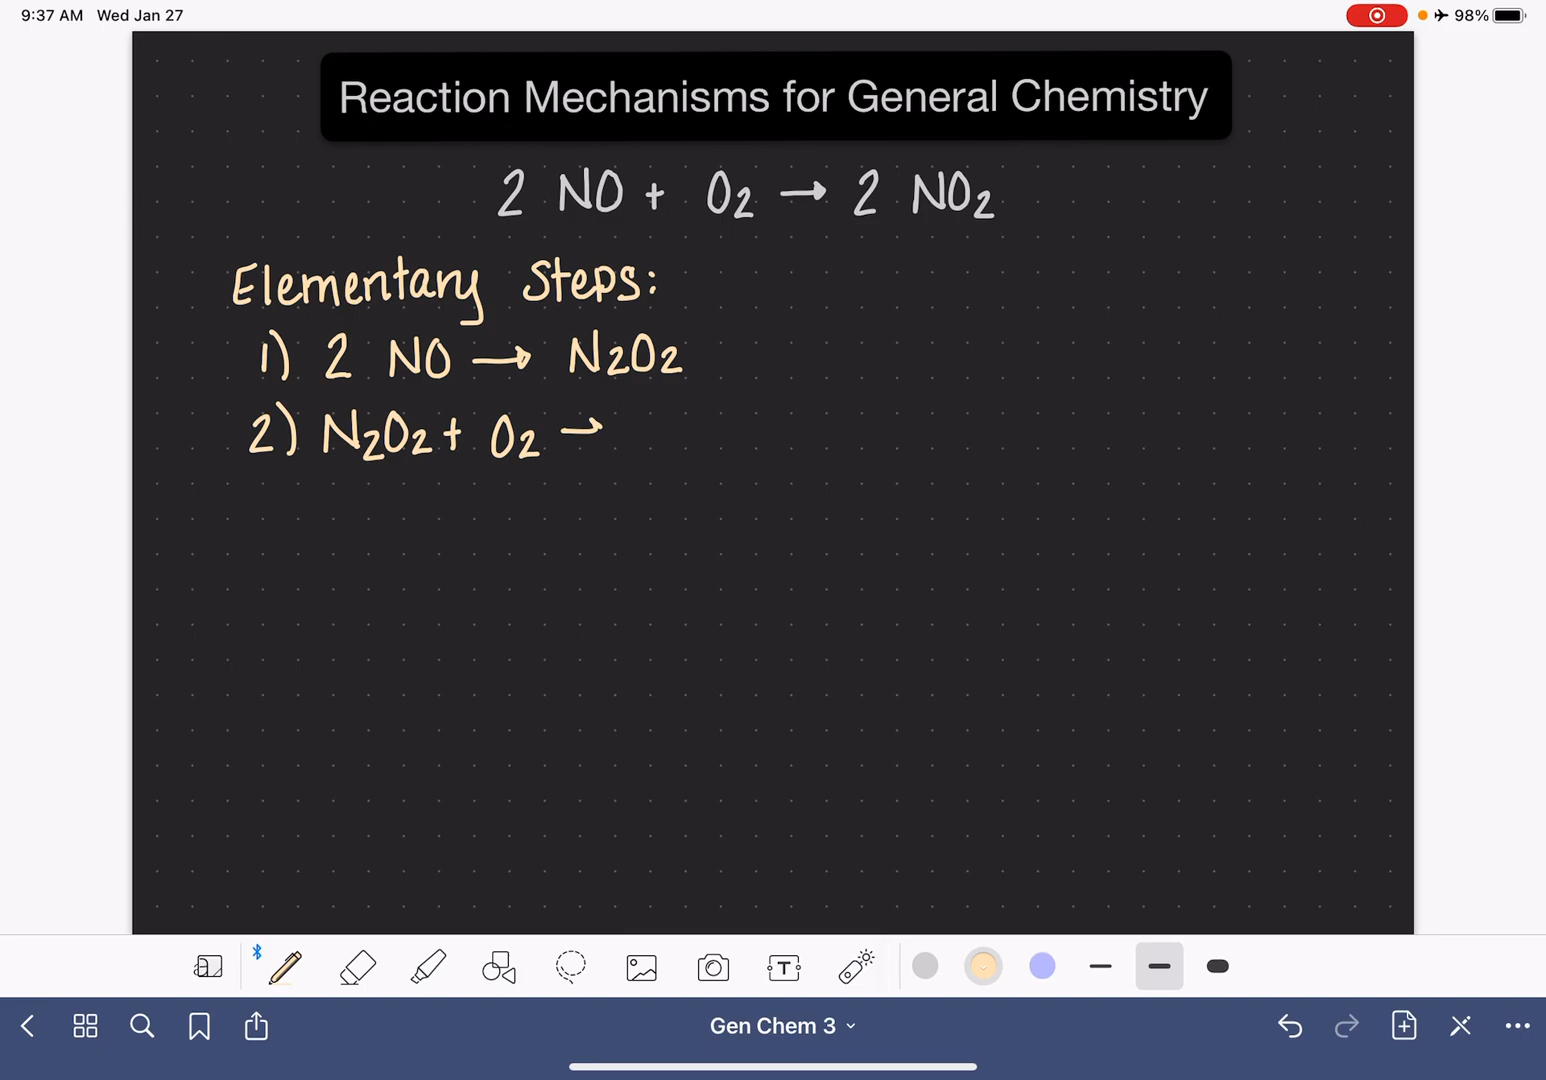 9:37 AM Wed Jan 27 98%
Reaction Mechanisms for General Chemistry
2 NO + O₂ → 2 NO₂
Elementary Steps:
1) 2 NO → N₂O₂
2) N₂O₂ + O₂ →
T
Gen Chem 3